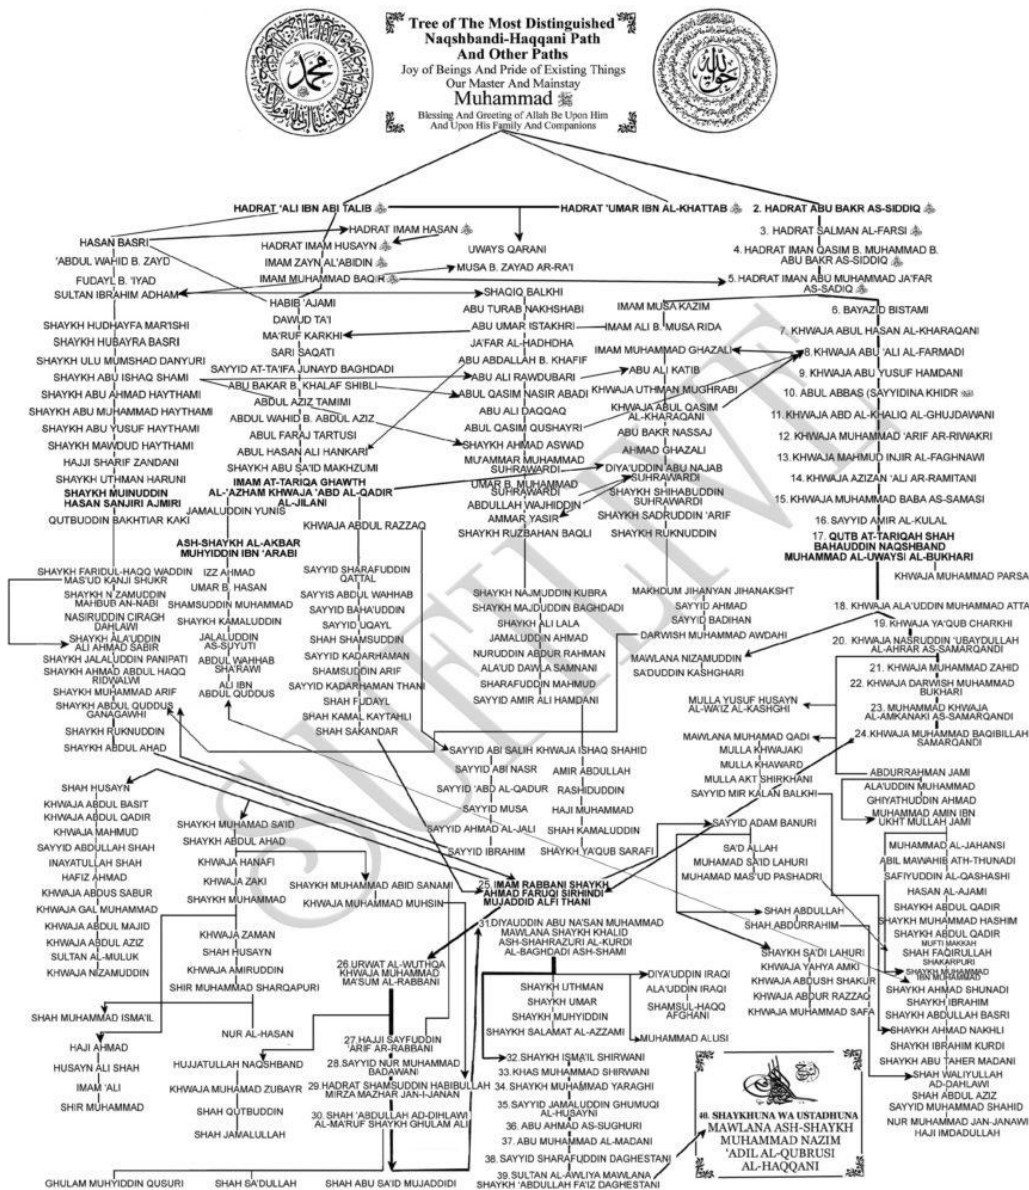 Tree of The Most Distinguished
Naqshbandi-Haqqani Path
And Other Paths
Joy of Beings And Pride of Existing Things
Our Master And Mainstay
Muhammad ﷺ
Blessing And Greeting of Allah Be Upon Him
And Upon His Family And Companions
HADRAT 'ALI IBN ABI TALIB
HADRAT 'UMAR IBN AL-KHATTAB
2. HADRAT ABU BAKR AS-SIDDIQ
HADRAT IMAM HASAN
3. HADRAT SALMAN AL-FARSI
HASAN BASRI
HADRAT IMAM HUSAYN
UWAYS QARANI
4. HADRAT IMAN QASIM B. MUHAMMAD B.
ABU BAKR AS-SIDDIQ
'ABDUL WAHID B. ZAYD
IMAM ZAYN AL'ABIDIN
MUSA B. ZAYAD AR-RA'I
FUDAYL B. 'IYAD
IMAM MUHAMMAD BAQIH
5. HADRAT IMAN ABU MUHAMMAD JA'FAR
AS-SADIQ
SULTAN IBRAHIM ADHAM
HABIB 'AJAMI
SHAQIQ BALKHI
IMAM MUSA KAZIM
6. BAYAZID BISTAMI
SHAYKH HUDHAYFA MAR'ISHI
DAWUD TA'I
ABU TURAB NAKHSHABI
7. KHWAJA ABUL HASAN AL-KHARAQANI
SHAYKH HUBAYRA BASRI
MA'RUF KARKHI
ABU UMAR ISTAKHRI
IMAM ALI B. MUSA RIDA
8. KHWAJA ABU 'ALI AL-FARMADI
SHAYKH ULU MUMSHAD DANYURI
SARI SAQATI
JA'FAR AL-HADHDHA
IMAM MUHAMMAD GHAZALI
9. KHWAJA ABU YUSUF HAMDANI
SHAYKH ABU ISHAQ SHAMI
SAYYID AT-TA'IFA JUNAYD BAGHDADI
ABU ABDALLAH B. KHAFIF
ABU ALI KATIB
10. ABUL ABBAS (SAYYIDINA KHIDR
SHAYKH ABU AHMAD HAYTHAMI
ABU BAKAR B. KHALAF SHIBLI
ABU ALI RAWDUBARI
KHWAJA UTHMAN MUGHRABI
11. KHWAJA ABD AL-KHALIQ AL-GHUJDAWANI
SHAYKH ABU MUHAMMAD HAYTHAMI
ABDUL AZIZ TAMIMI
ABUL QASIM NASIR ABADI
KHWAJA ABUL QASIM
AL-KHARAQANI
12. KHWAJA MUHAMMAD 'ARIF AR-RIWAKRI
SHAYKH ABU YUSUF HAYTHAMI
ABDUL WAHID B. ABDUL AZIZ
ABU ALI DAQQAQ
ABU BAKR NASSAJ
13. KHWAJA MAHMUD INJIR AL-FAGHNAWI
SHAYKH MAWDUD HAYTHAMI
ABUL FARAJ TARTUSI
ABUL QASIM QUSHAYRI
AHMAD GHAZALI
14. KHWAJA AZIZAN 'ALI AR-RAMITANI
HAJJI SHARIF ZANDANI
ABUL HASAN ALI HANKARI
SHAYKH AHMAD ASWAD
DIYA'UDDIN ABU NAJAB
SUHRAWARDI
15. KHWAJA MUHAMMAD BABA AS-SAMASI
SHAYKH UTHMAN HARUNI
SHAYKH ABU SA'ID MAKHZUMI
MU'AMMAR MUHAMMAD
SUHRAWARDI
SHAYKH SHIHABUDDIN
SUHRAWARDI
16. SAYYID AMIR AL-KULAL
SHAYKH MUINUDDIN
HASAN SANJIRI AJMIRI
IMAM AT-TARIQA GHAWTH
AL-'AZHAM KHWAJA 'ABD AL-QADIR
AL-JILANI
UMAR B. MUHAMMAD
SUHRAWARDI
SHAYKH SADRUDDIN 'ARIF
17. QUTB AT-TARIQAH SHAH
BAHAUDDIN NAQSHBAND
MUHAMMAD AL-UWAYSI AL-BUKHARI
QUTBUDDIN BAKHTIAR KAKI
JAMALUDDIN YUNIS
KHWAJA ABDUL RAZZAQ
ABDULLAH WAJHIDDIN
AMMAR YASIR
SHAYKH RUZBAHAN BAQLI
SHAYKH RUKNUDDIN
KHWAJA MUHAMMAD PARSA
ASH-SHAYKH AL-AKBAR
MUHYIDDIN IBN 'ARABI
SHAYKH FARIDUL-HAQQ WADDIN
MAS'UD KANJI SHUKR
IZZ AHMAD
SAYYID SHARAFUDDIN
QATTAL
SHAYKH NAJMUDDIN KUBRA
MAKHDUM JIHANYAN JIHANAKSHT
18. KHWAJA ALA'UDDIN MUHAMMAD ATTA
SHAYKH NIZAMUDDIN
MAHBUB AN-NABI
UMAR B. HASAN
SAYYIS ABDUL WAHHAB
SHAYKH MAJDUDDIN BAGHDADI
SAYYID AHMAD
19. KHWAJA YA'QUB CHARKHI
NASIRUDDIN CIRAGH
DAHLAWI
SHAMSUDDIN MUHAMMAD
SAYYID BAHA'UDDIN
SHAYKH ALI LALA
SAYYID BADIHAN
20. KHWAJA NASRUDDIN 'UBAYDULLAH
AL-AHRAR AS-SAMARQANDI
SHAYKH ALA'UDDIN
ALI AHMAD SABIR
SHAYKH KAMALUDDIN
SAYYID UQAYL
JAMALUDDIN AHMAD
DARWISH MUHAMMAD AWDAHI
21. KHWAJA MUHAMMAD ZAHID
SHAYKH JALALUDDIN PANIPATI
JALALUDDIN
AS-SUYUTI
SHAH SHAMSUDDIN
NURUDDIN ABDUR RAHMAN
MAWLANA NIZAMUDDIN
22. KHWAJA DARWISH MUHAMMAD
BUKHARI
SHAYKH AHMAD ABDUL HAQQ
RIDWALWI
ABDUL WAHHAB
SHA'RAWI
SAYYID KADARHAMAN
ALA'UD DAWLA SAMNANI
SA'DUDDIN KASHGHARI
23. MUHAMMAD KHWAJA
AL-AMKANAKI AS-SAMARQANDI
SHAYKH MUHAMMAD ARIF
ALI IBN
ABDUL QUDDUS
SHAMSUDDIN ARIF
SHARAFUDDIN MAHMUD
MULLA YUSUF HUSAYN
AL-WA'IZ AL-KASHGHI
24. KHWAJA MUHAMMAD BAQIBILLAH
SAMARQANDI
SHAYKH ABDUL QUDDUS
GANAGAWHI
SAYYID KADARHAMAN THANI
SAYYID AMIR ALI HAMDANI
MAWLANA MUHAMAD QADI
SHAYKH RUKNUDDIN
SHAH FUDAYL
MULLA KHWAJAKI
SHAYKH ABDUL AHAD
SHAH KAMAL KAYTAHLI
SAYYID ABI SALIH
KHWAJA ISHAQ SHAHID
MULLA KHAWARD
ABDURRAHMAN JAMI
SHAH SAKANDAR
SAYYID ABI NASR
AMIR ABDULLAH
MULLA AKT SHIRKHANI
ALA'UDDIN MUHAMMAD
SHAH HUSAYN
SAYYID 'ABD AL-QADUR
RASHIDUDDIN
SAYYID MIR KALAN BALKHI
GHIYATHUDDIN AHMAD
KHWAJA ABDUL BASIT
SAYYID MUSA
HAJI MUHAMMAD
MUHAMMAD AMIN IBN
UKHT MULLAH JAMI
KHWAJA ABDUL QADIR
SHAYKH MUHAMAD SA'ID
SAYYID AHMAD AL-JALI
SHAH KAMALUDDIN
SAYYID ADAM BANURI
MUHAMMAD AL-JAHANSI
KHWAJA MAHMUD
SHAYKH ABDUL AHAD
SAYYID IBRAHIM
SHAYKH YA'QUB SARAFI
SA'D ALLAH
ABIL MAWAHIB ATH-THUNADI
SAYYID ABDULLAH SHAH
KHWAJA HANAFI
MUHAMAD SA'ID LAHURI
SAFIYUDDIN AL-QASHASHI
INAYATULLAH SHAH
KHWAJA ZAKI
SHAYKH MUHAMMAD ABID SANAMI
25. IMAM RABBANI SHAYKH
AHMAD FARUQI SIRHINDI
MUJADDID ALFI THANI
MUHAMAD MAS'UD PASHADRI
HASAN AL-AJAMI
HAFIZ AHMAD
SHAYKH MUHAMMAD
KHWAJA MUHAMMAD MUHSIN
SHAYKH ABDUL QADIR
KHWAJA ABDUS SABUR
KHWAJA ZAMAN
31. DIYAUDDIN ABU NA'SAN MUHAMMAD
MAWLANA SHAYKH KHALID
ASH-SHAHRAZURI AL-KURDI
AL-BAGHDADI ASH-SHAMI
SHAH ABDULLAH
SHAYKH MUHAMMAD HASHIM
KHWAJA GAL MUHAMMAD
SHAH HUSAYN
SHAH ABDURRAHIM
SHAYKH ABDUL QADIR
KHWAJA ABDUL MAJID
KHWAJA AMIRUDDIN
26. URWAT AL-WUTHQA
KHWAJA MUHAMMAD
MA'SUM AL-RABBANI
SHAYKH SA'DI LAHURI
MUFTI MAKKAH
SHAH FAQIRULLAH
SHAKARPURI
KHWAJA ABDUL AZIZ
SHIR MUHAMMAD SHARQAPURI
SHAYKH UTHMAN
DIYA'UDDIN IRAQI
KHWAJA YAHYA AMKI
SHAYKH MUHAMMAD
IBN MUHAMMAD
SULTAN AL-MULUK
SHAYKH UMAR
ALA'UDDIN IRAQI
KHWAJA ABDUSH SHAKUR
SHAYKH AHMAD SHUNADI
KHWAJA NIZAMUDDIN
SHAYKH MUHYIDDIN
SHAMSUL-HAQQ
AFGHANI
KHWAJA ABDUR RAZZAQ
SHAYKH IBRAHIM
SHAH MUHAMMAD ISMA'IL
SHAYKH SALAMAT AL-AZZAMI
MUHAMMAD ALUSI
KHWAJA MUHAMMAD SAFA
SHAYKH ABDULLAH BASRI
NUR AL-HASAN
27. HAJJI SAYFUDDIN
'ARIF AR-RABBANI
SHAYKH AHMAD NAKHLI
HAJI AHMAD
HUJJATULLAH NAQSHBAND
28. SAYYID NUR MUHAMMAD
BADAWANI
32. SHAYKH ISMA'IL SHIRWANI
SHAYKH IBRAHIM KURDI
HUSAYN ALI SHAH
KHWAJA MUHAMAD ZUBAYR
29. HADRAT SHAMSUDDIN HABIBULLAH
MIRZA MAZHAR JAN-I-JANAN
33. KHAS MUHAMMAD SHIRWANI
SHAYKH ABU TAHER MADANI
IMAM 'ALI
SHAH QUTBUDDIN
30. SHAH 'ABDULLAH AD-DIHLAWI
AL-MA'RUF SHAYKH GHULAM ALI
34. SHAYKH MUHAMMAD YARAGHI
SHAH WALIYULLAH
AD-DAHLAWI
SHIR MUHAMMAD
SHAH JAMALULLAH
35. SAYYID JAMALUDDIN GHUMUQI
AL-HUSAYNI
SHAH ABDUL AZIZ
36. ABU AHMAD AS-SUGHURI
SAYYID MUHAMMAD SHAHID
37. ABU MUHAMMAD AL-MADANI
NUR MUHAMMAD JAN-JANAWI
38. SAYYID SHARAFUDDIN DAGHESTANI
HAJI IMDADULLAH
39. SULTAN AL-AWLIYA MAWLANA
SHAYKH 'ABDULLAH FA'IZ DAGHESTANI
40. SHAYKHUNA WA USTADHUNA
MAWLANA ASH-SHAYKH
MUHAMMAD NAZIM
'ADIL AL-QUBRUSI
AL-HAQQANI
GHULAM MUHYIDDIN QUSURI
SHAH SA'DULLAH
SHAH ABU SA'ID MUJADDIDI
SUFILIVE